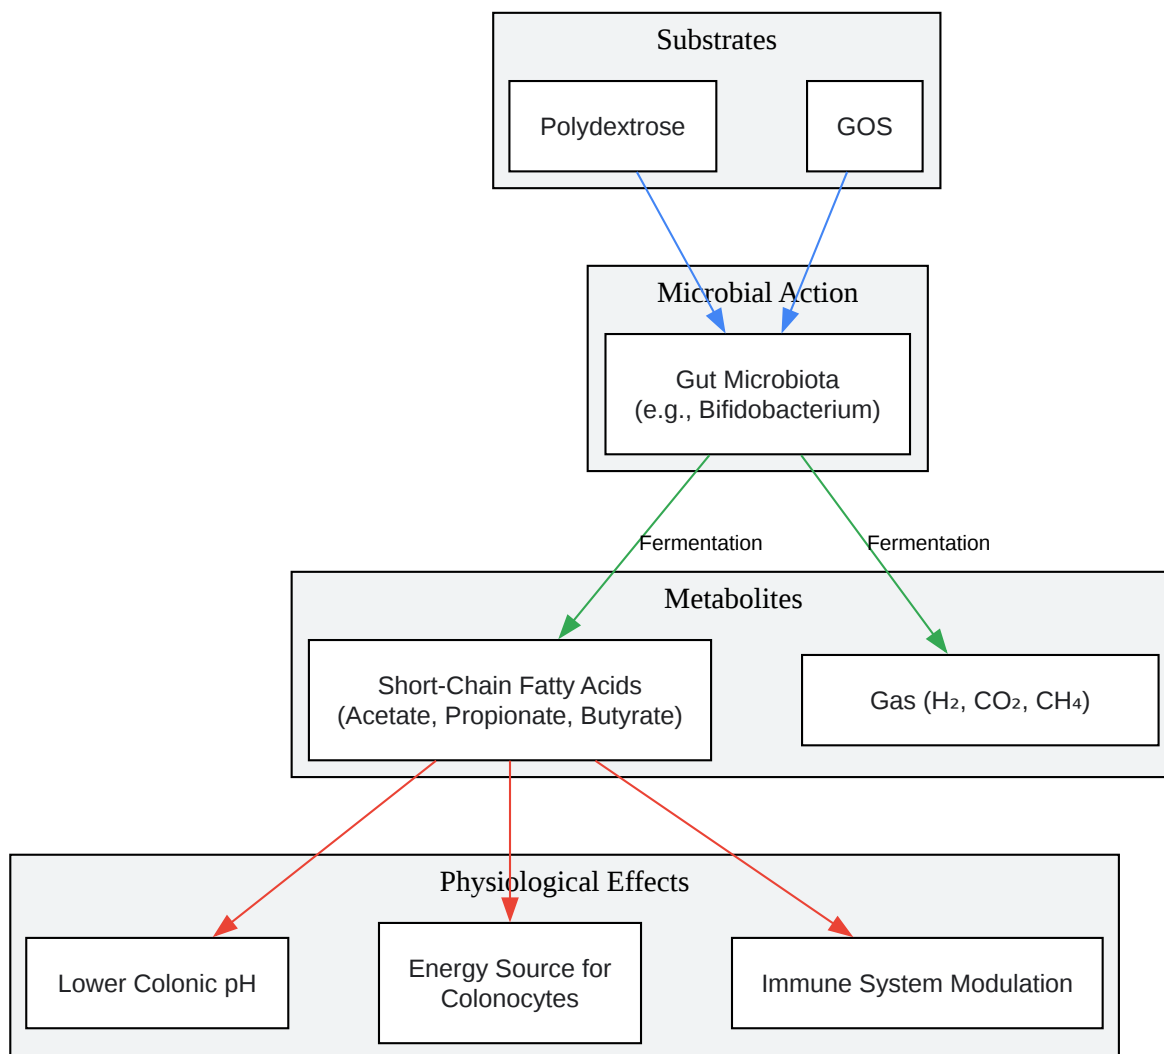 Substrates
Polydextrose
GOS
Microbial Action
Gut Microbiota
(e.g., Bifidobacterium)
Fermentation
Fermentation
Metabolites
Short-Chain Fatty Acids
(Acetate, Propionate, Butyrate)
Gas (H₂, CO₂, CH₄)
Physiological Effects
Lower Colonic pH
Energy Source for
Colonocytes
Immune System Modulation